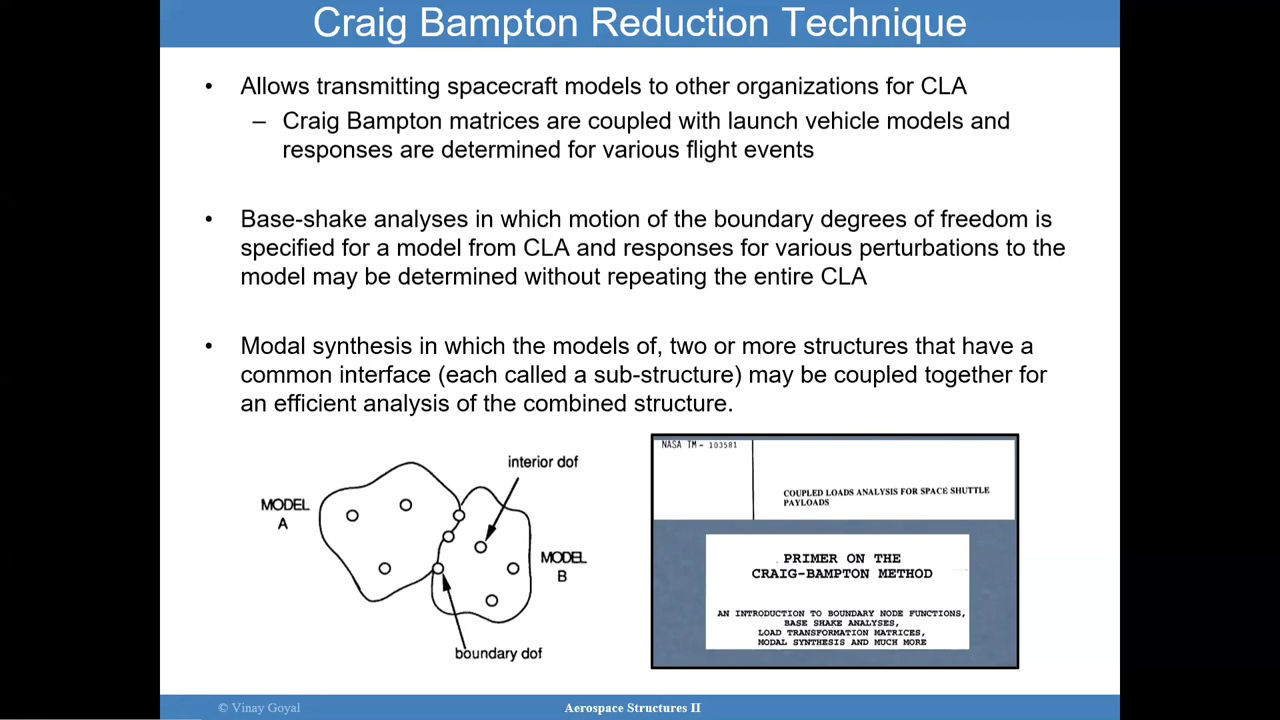 Craig Bampton Reduction Technique
• Allows transmitting spacecraft models to other organizations for CLA
– Craig Bampton matrices are coupled with launch vehicle models and
responses are determined for various flight events
• Base-shake analyses in which motion of the boundary degrees of freedom is
specified for a model from CLA and responses for various perturbations to the
model may be determined without repeating the entire CLA
• Modal synthesis in which the models of, two or more structures that have a
common interface (each called a sub-structure) may be coupled together for
an efficient analysis of the combined structure.
interior dof
MODEL
A
MODEL
B
boundary dof
NASA TM - 103581
COUPLED LOADS ANALYSIS FOR SPACE SHUTTLE
PAYLOADS
PRIMER ON THE
CRAIG-BAMPTON METHOD
AN INTRODUCTION TO BOUNDARY NODE FUNCTIONS,
BASE SHAKE ANALYSES,
LOAD TRANSFORMATION MATRICES,
MODAL SYNTHESIS AND MUCH MORE
© Vinay Goyal
Aerospace Structures II